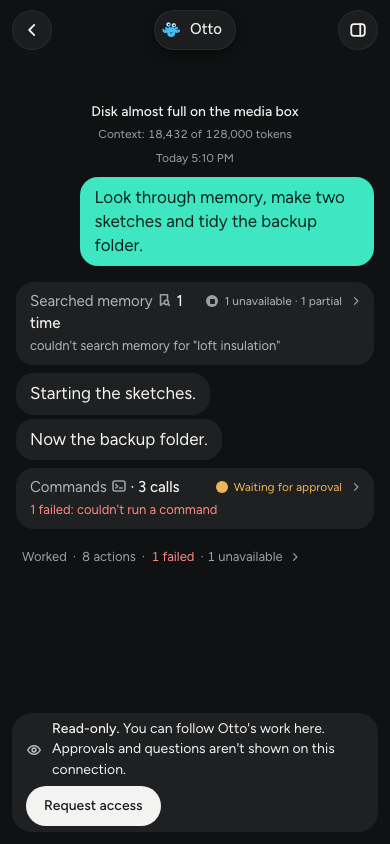 Otto
Disk almost full on the media box
Context: 18,432 of 128,000 tokens
Today 5:10 PM
Look through memory, make two
sketches and tidy the backup
folder.
Searched memory 1
time
1 unavailable · 1 partial
couldn't search memory for "loft insulation"
Starting the sketches.
Now the backup folder.
Commands · 3 calls
Waiting for approval
1 failed: couldn't run a command
Worked · 8 actions · 1 failed · 1 unavailable
Read-only. You can follow Otto's work here.
Approvals and questions aren't shown on this
connection.
Request access